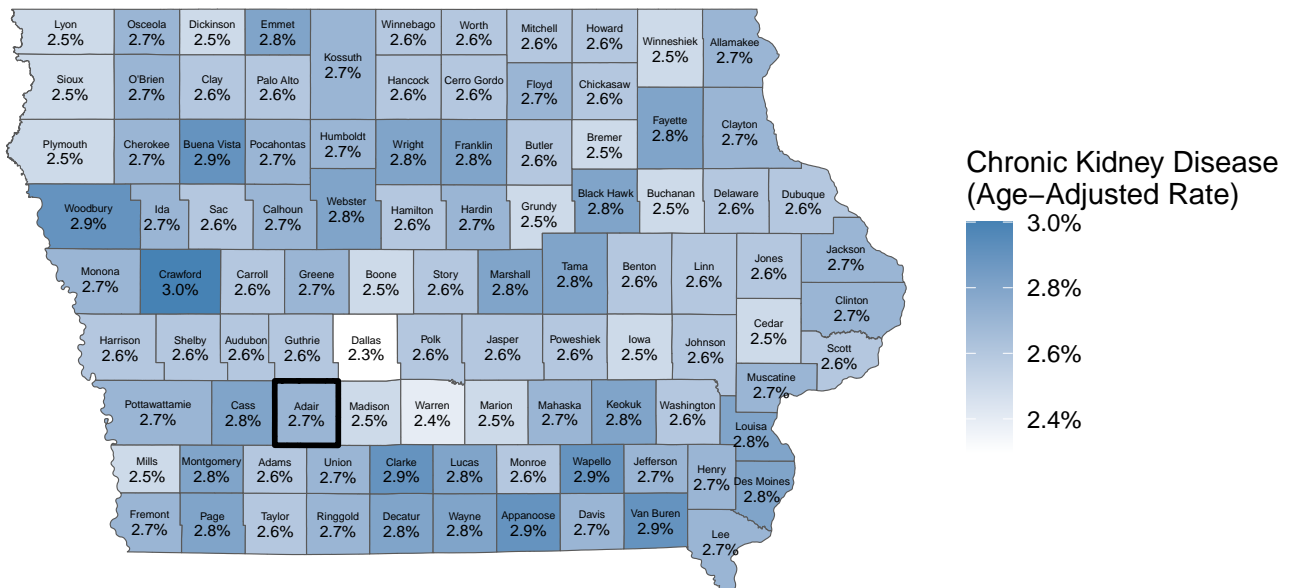 Lyon
2.5%
Osceola
2.7%
Dickinson
2.5%
Emmet
2.8%
Kossuth
2.7%
Winnebago
2.6%
Worth
2.6%
Mitchell
2.6%
Howard
2.6%
Winneshiek
2.5%
Allamakee
2.7%
Sioux
2.5%
O'Brien
2.7%
Clay
2.6%
Palo Alto
2.6%
Hancock
2.6%
Cerro Gordo
2.6%
Floyd
2.7%
Chickasaw
2.6%
Fayette
2.8%
Clayton
2.7%
Plymouth
2.5%
Cherokee
2.7%
Buena Vista
2.9%
Pocahontas
2.7%
Humboldt
2.7%
Wright
2.8%
Franklin
2.8%
Butler
2.6%
Bremer
2.5%
Woodbury
2.9%
Ida
2.7%
Sac
2.6%
Calhoun
2.7%
Webster
2.8%
Hamilton
2.6%
Hardin
2.7%
Grundy
2.5%
Black Hawk
2.8%
Buchanan
2.5%
Delaware
2.6%
Dubuque
2.6%
Monona
2.7%
Crawford
3.0%
Carroll
2.6%
Greene
2.7%
Boone
2.5%
Story
2.6%
Marshall
2.8%
Tama
2.8%
Benton
2.6%
Linn
2.6%
Jones
2.6%
Jackson
2.7%
Clinton
2.7%
Harrison
2.6%
Shelby
2.6%
Audubon
2.6%
Guthrie
2.6%
Dallas
2.3%
Polk
2.6%
Jasper
2.6%
Poweshiek
2.6%
Iowa
2.5%
Johnson
2.6%
Cedar
2.5%
Scott
2.6%
Muscatine
2.7%
Pottawattamie
2.7%
Cass
2.8%
Adair
2.7%
Madison
2.5%
Warren
2.4%
Marion
2.5%
Mahaska
2.7%
Keokuk
2.8%
Washington
2.6%
Louisa
2.8%
Mills
2.5%
Montgomery
2.8%
Adams
2.6%
Union
2.7%
Clarke
2.9%
Lucas
2.8%
Monroe
2.6%
Wapello
2.9%
Jefferson
2.7%
Henry
2.7%
Des Moines
2.8%
Fremont
2.7%
Page
2.8%
Taylor
2.6%
Ringgold
2.7%
Decatur
2.8%
Wayne
2.8%
Appanoose
2.9%
Davis
2.7%
Van Buren
2.9%
Lee
2.7%
Chronic Kidney Disease
(Age−Adjusted Rate)
3.0%
2.8%
2.6%
2.4%